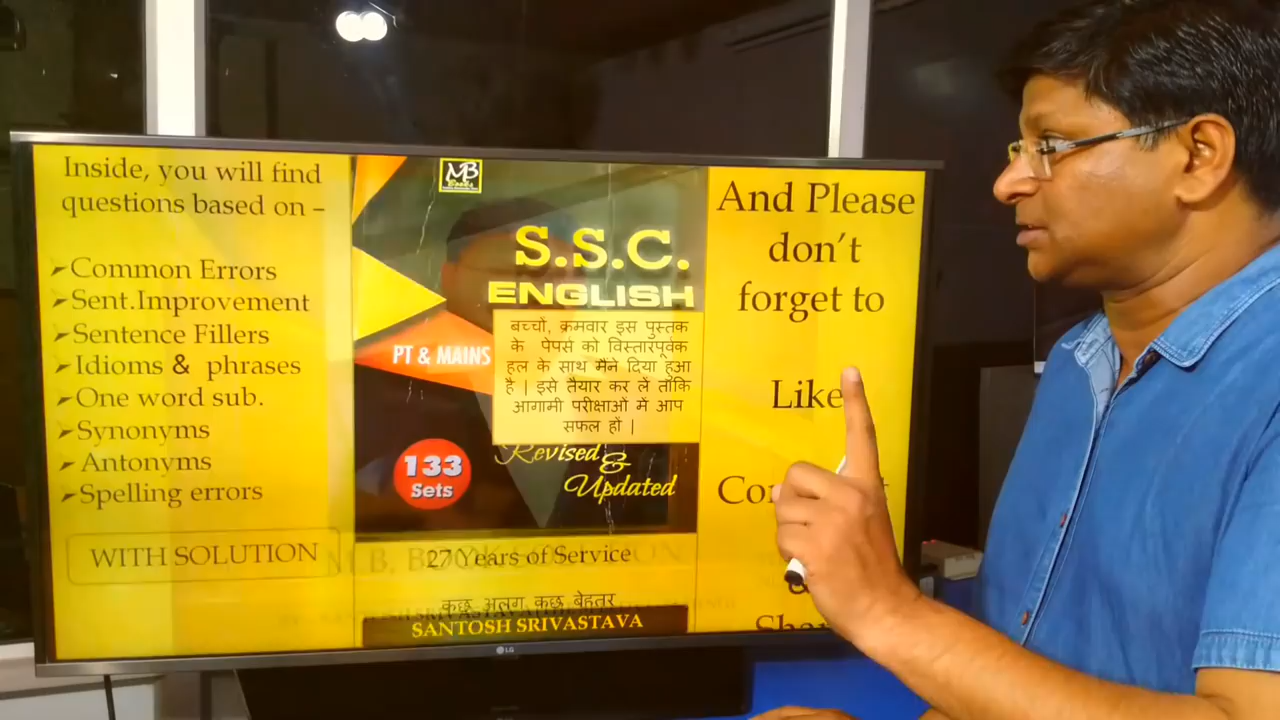 Inside, you will find
questions based on –
➢Common Errors
➢Sent.Improvement
➢Sentence Fillers
➢Idioms & phrases
➢One word sub.
➢Synonyms
➢Antonyms
➢Spelling errors
WITH SOLUTION
MB
Books
S.S.C.
ENGLISH
PT & MAINS
बच्चों, क्रमवार इस पुस्तक
के पेपर्स को विस्तारपूर्वक
हल के साथ मैंने दिया हुआ
है | इसे तैयार कर लें ताकि
आगामी परीक्षाओं में आप
सफल हों |
133
Sets
Revised
&
Updated
27 Years of Service
कुछ अलग कुछ बेहतर
SANTOSH SRIVASTAVA
And Please
don't
forget to
Like
&
LG